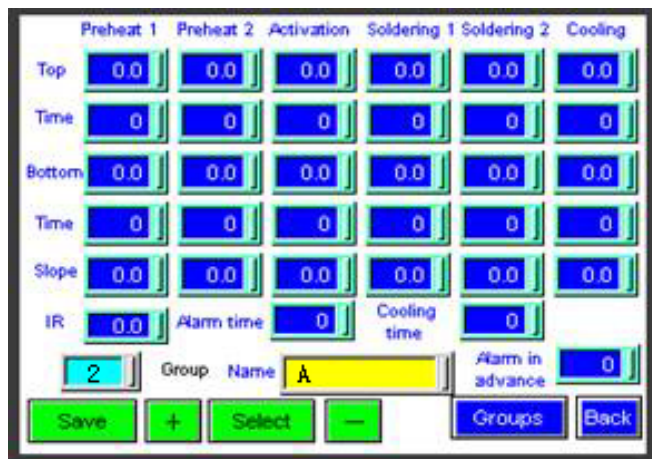 Preheat 1 Preheat 2 Activation Soldering 1 Soldering 2 Cooling
Top 0.0 0.0 0.0 0.0 0.0 0.0
Time 0 0 0 0 0 0
Bottom 0.0 0.0 0.0 0.0 0.0 0.0
Time 0 0 0 0 0 0
Slope 0.0 0.0 0.0 0.0 0.0 0.0
IR 0.0 Alarm time 0 Cooling time 0
2 Group Name A Alarm in advance 0
Save + Select — Groups Back